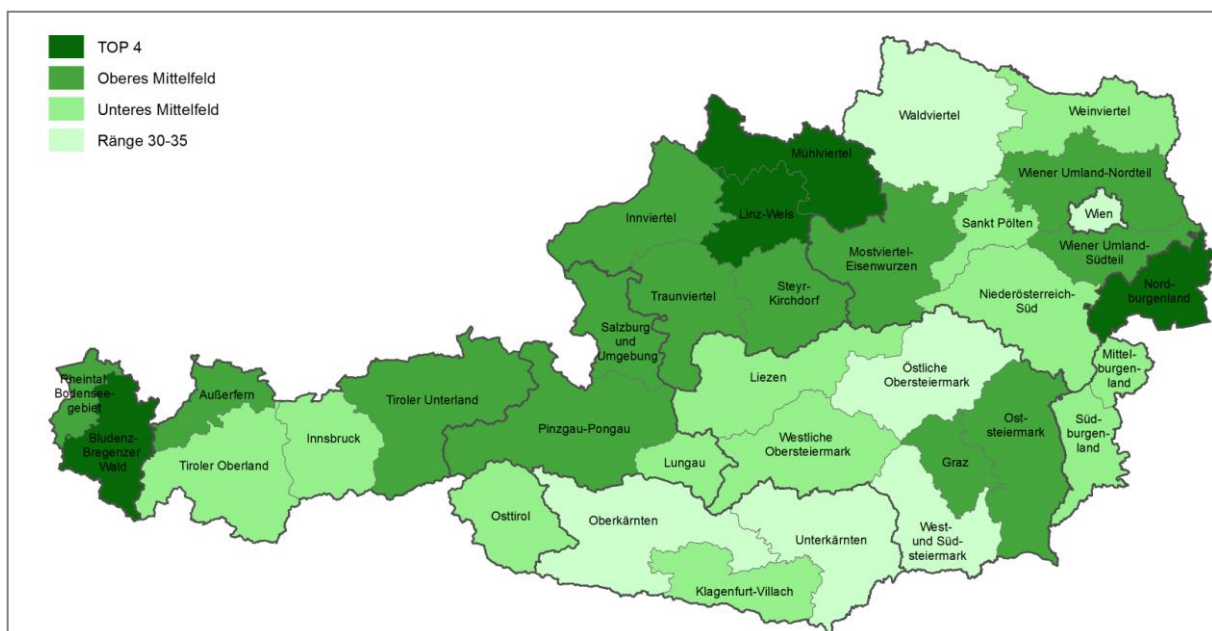 TOP 4
Oberes Mittelfeld
Unteres Mittelfeld
Ränge 30-35
Waldviertel
Weinviertel
Mühlviertel
Wiener Umland-Nordteil
Linz-Wels
Innviertel
Wien
Sankt Pölten
Mostviertel-
Eisenwurzen
Wiener Umland-
Südteil
Nord-
burgenland
Traunviertel
Steyr-
Kirchdorf
Niederösterreich-
Süd
Salzburg
und
Umgebung
Mittel-
burgen-
land
Rheintal-
Bodensee-
gebiet
Außerfern
Tiroler Unterland
Liezen
Östliche
Obersteiermark
Bludenz-
Bregenzer
Wald
Innsbruck
Pinzgau-Pongau
Ost-
steiermark
Süd-
burgen-
land
Tiroler Oberland
Westliche
Obersteiermark
Lungau
Graz
Osttirol
Oberkärnten
Unterkärnten
West-
und Süd-
steiermark
Klagenfurt-Villach